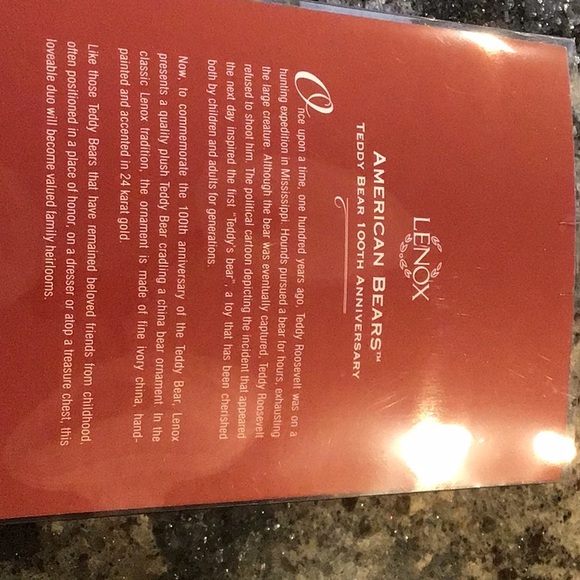 LENOX
AMERICAN BEARS™
TEDDY BEAR 100TH ANNIVERSARY
Once upon a time, one hundred years ago, Teddy Roosevelt was on a
hunting expedition in Mississippi. Hounds pursued a bear for hours, exhausting
the large creature. Although the bear was eventually captured, Teddy Roosevelt
refused to shoot him. The political cartoon depicting the incident that appeared
the next day inspired the first "Teddy's bear", a toy that has been cherished
both by children and adults for generations.
Now, to commemorate the 100th anniversary of the Teddy Bear, Lenox
presents a quality plush Teddy Bear cradling a china bear ornament. In the
classic Lenox tradition, the ornament is made of fine ivory china, hand-
painted and accented in 24 karat gold.
Like those Teddy Bears that have remained beloved friends from childhood,
often positioned in a place of honor, on a dresser or atop a treasure chest, this
loveable duo will become valued family heirlooms.